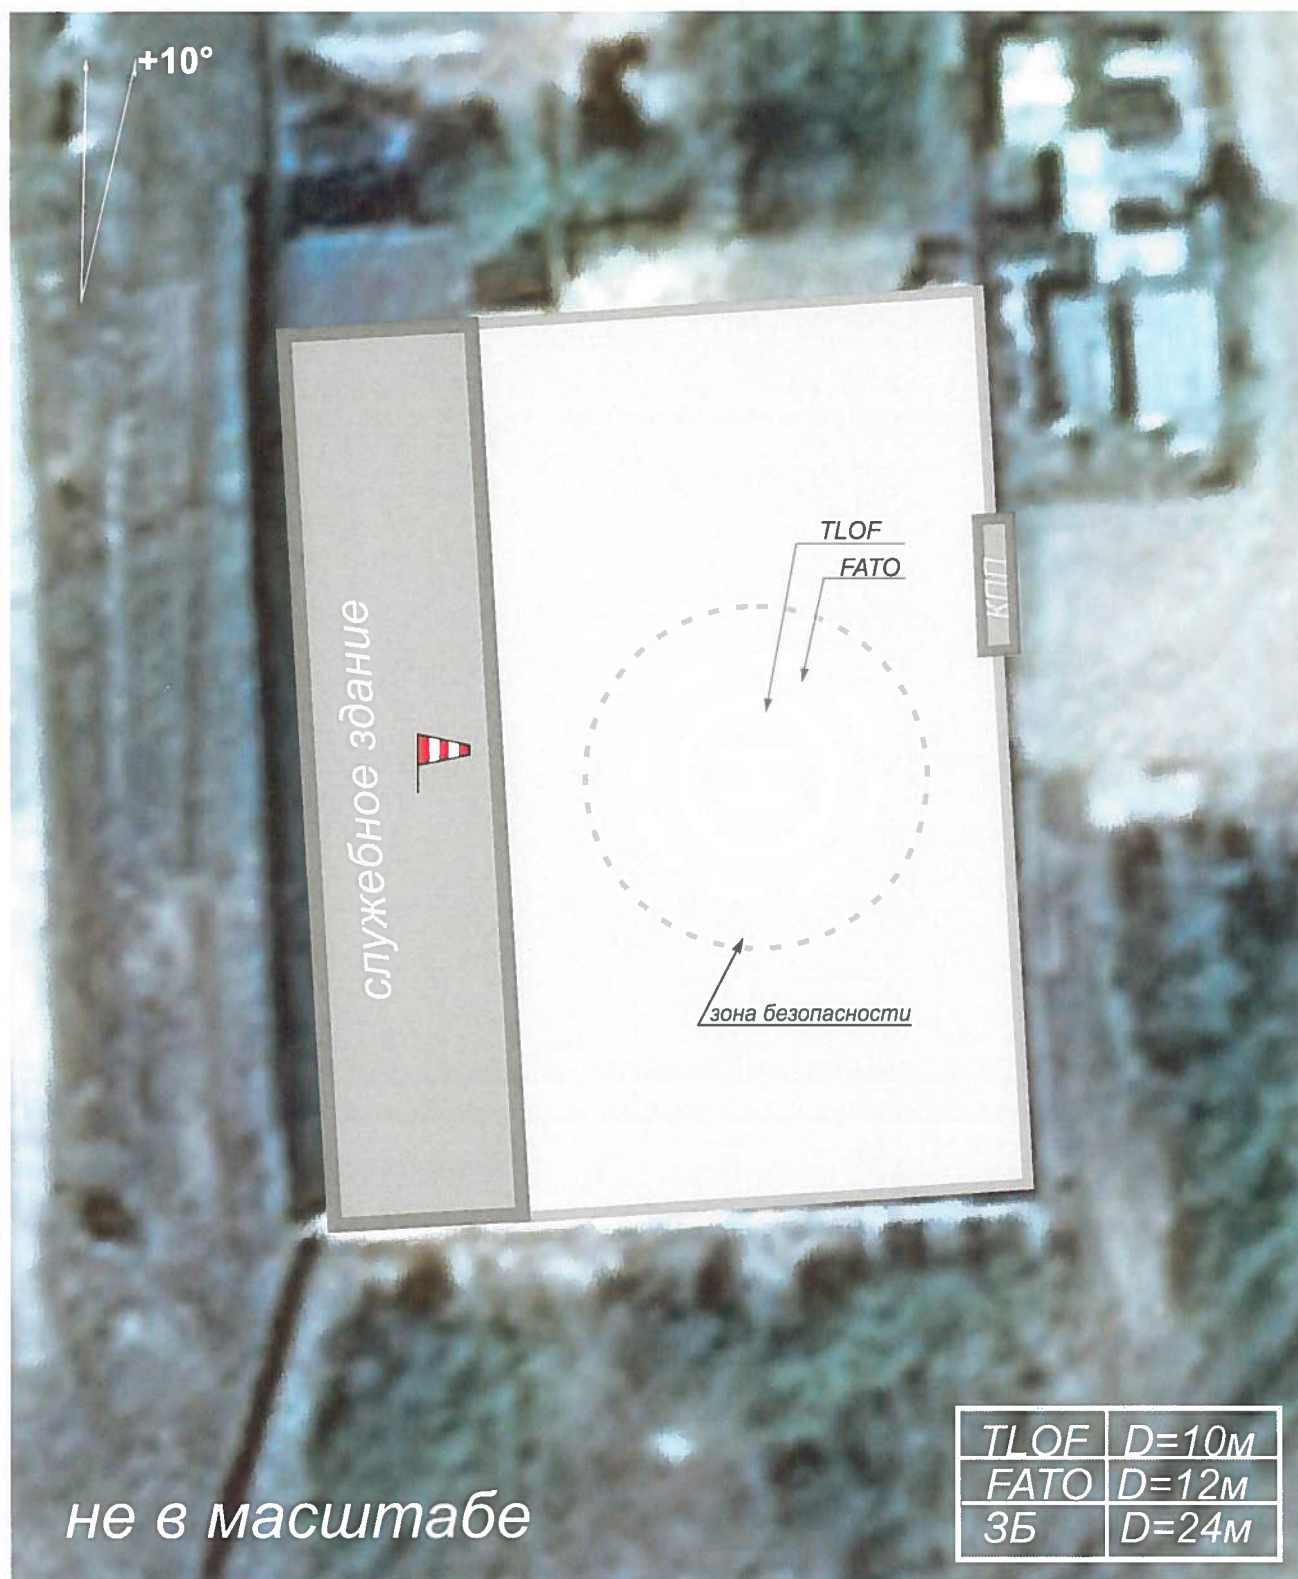 +10°
TLOF
FATO
КПП
служебное здание
зона безопасности
TLOF D=10м
FATO D=12м
ЗБ D=24м
не в масштабе